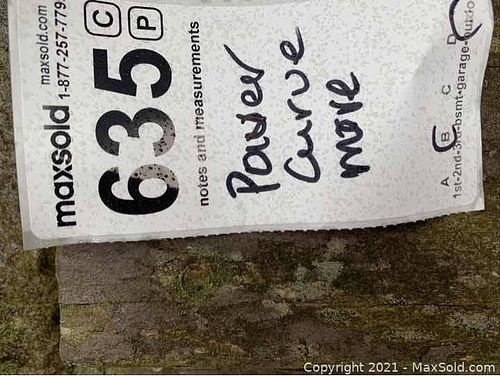 maxsold maxsold.com
1-877-257-779
635 C P
notes and measurements
Power
Curve
more
A B C D
1st-2nd-3rd-bsmt-garage-outdo
Copyright 2021 - MaxSold.com